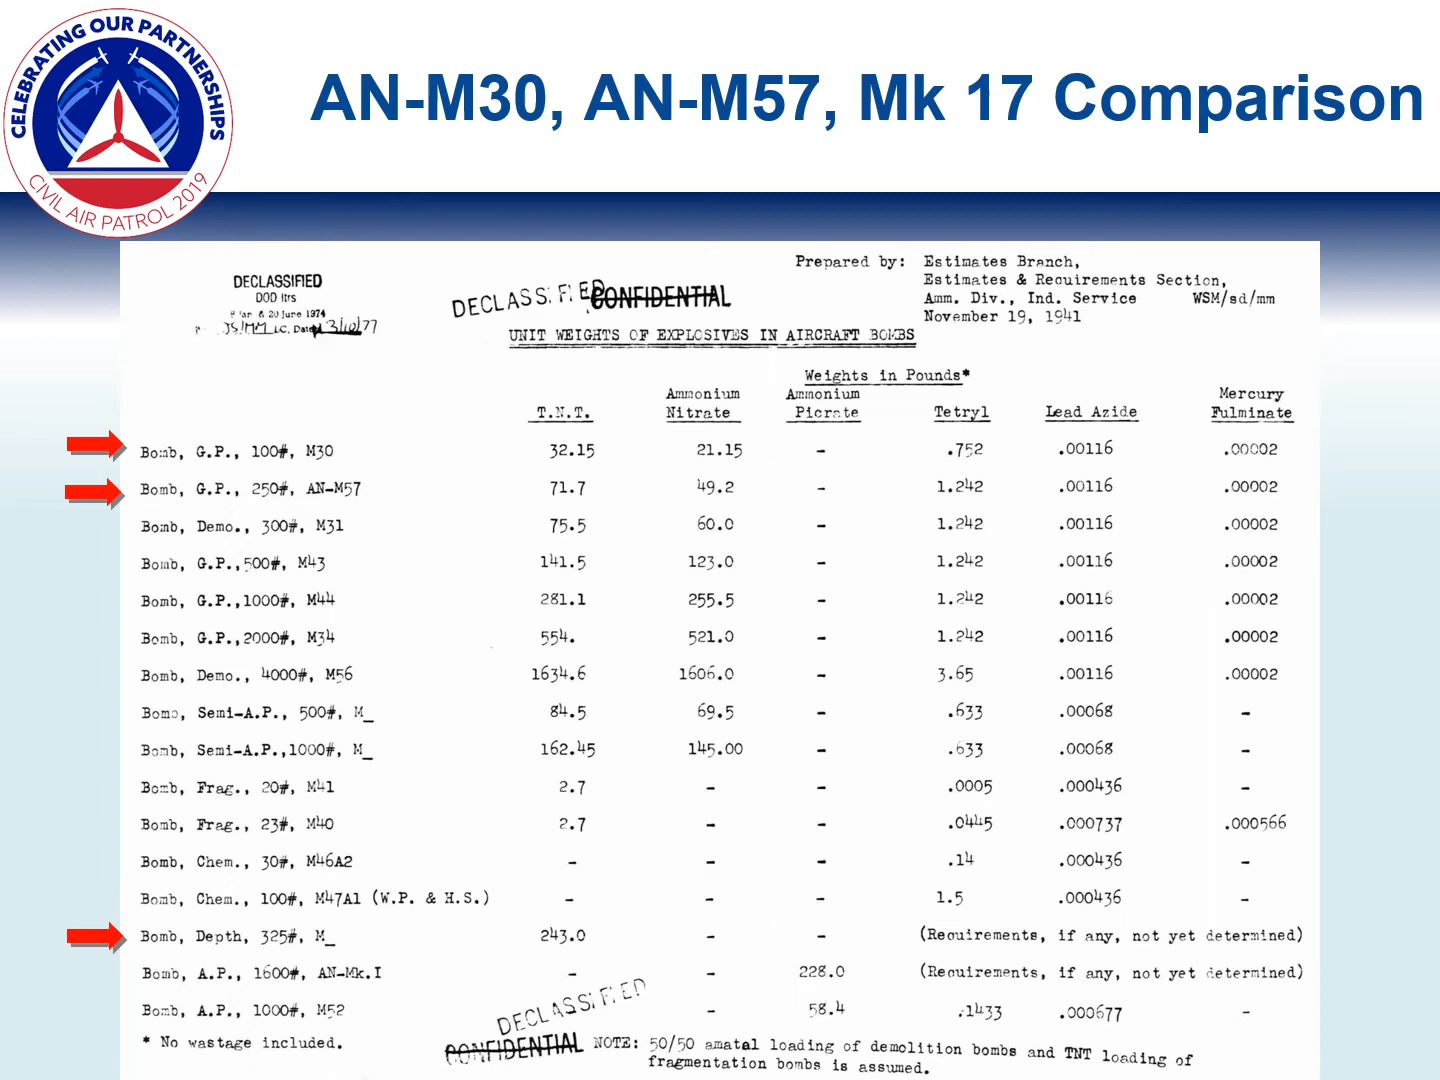 CELEBRATING OUR PARTNERSHIPS
CIVIL AIR PATROL 2019
AN-M30, AN-M57, Mk 17 Comparison
DECLASSIFIED
DOD ltrs
& 20 June 1974
JS/MM LC, Date 3/10/77
DECLASSIFIED
CONFIDENTIAL
Prepared by: Estimates Branch,
Estimates & Requirements Section,
Amm. Div., Ind. Service WSM/sd/mm
November 19, 1941
UNIT WEIGHTS OF EXPLOSIVES IN AIRCRAFT BOMBS
Weights in Pounds*
T.N.T. Ammonium Nitrate Ammonium Picrate Tetryl Lead Azide Mercury Fulminate
Bomb, G.P., 100#, M30 32.15 21.15 - .752 .00116 .00002
Bomb, G.P., 250#, AN-M57 71.7 49.2 - 1.242 .00116 .00002
Bomb, Demo., 300#, M31 75.5 60.0 - 1.242 .00116 .00002
Bomb, G.P.,500#, M43 141.5 123.0 - 1.242 .00116 .00002
Bomb, G.P.,1000#, M44 281.1 255.5 - 1.242 .00116 .00002
Bomb, G.P.,2000#, M34 554. 521.0 - 1.242 .00116 .00002
Bomb, Demo., 4000#, M56 1634.6 1606.0 - 3.65 .00116 .00002
Bomb, Semi-A.P., 500#, M_ 84.5 69.5 - .633 .00068 -
Bomb, Semi-A.P.,1000#, M_ 162.45 145.00 - .633 .00068 -
Bomb, Frag., 20#, M41 2.7 - - .0005 .000436 -
Bomb, Frag., 23#, M40 2.7 - - .0445 .000737 .000566
Bomb, Chem., 30#, M46A2 - - - .14 .000436 -
Bomb, Chem., 100#, M47A1 (W.P. & H.S.) - - - 1.5 .000436 -
Bomb, Depth, 325#, M_ 243.0 - - (Requirements, if any, not yet determined)
Bomb, A.P., 1600#, AN-Mk.I - - 228.0 (Requirements, if any, not yet determined)
Bomb, A.P., 1000#, M52 - 58.4 .1433 .000677 -
* No wastage included.
DECLASSIFIED
CONFIDENTIAL
NOTE: 50/50 amatal loading of demolition bombs and TNT loading of
fragmentation bombs is assumed.